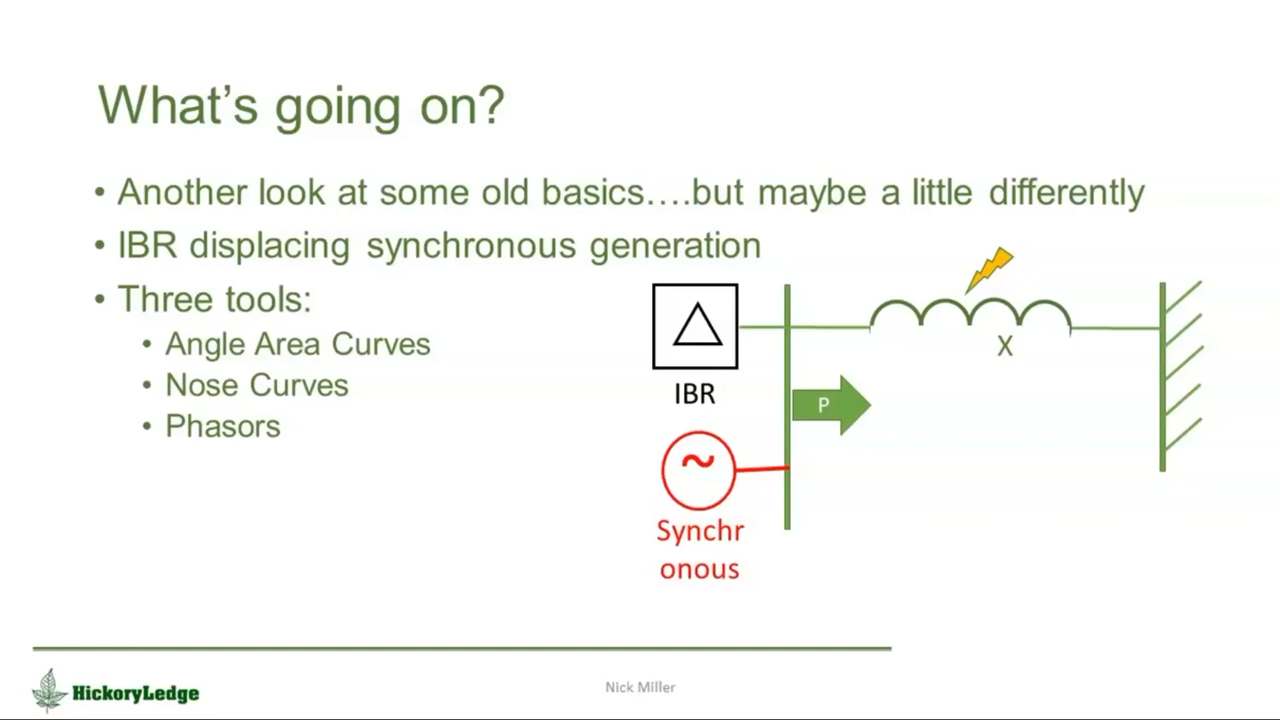 What's going on?
• Another look at some old basics….but maybe a little differently
• IBR displacing synchronous generation
• Three tools:
• Angle Area Curves
• Nose Curves
• Phasors
IBR
X
P
~
Synchr
onous
HickoryLedge
Nick Miller